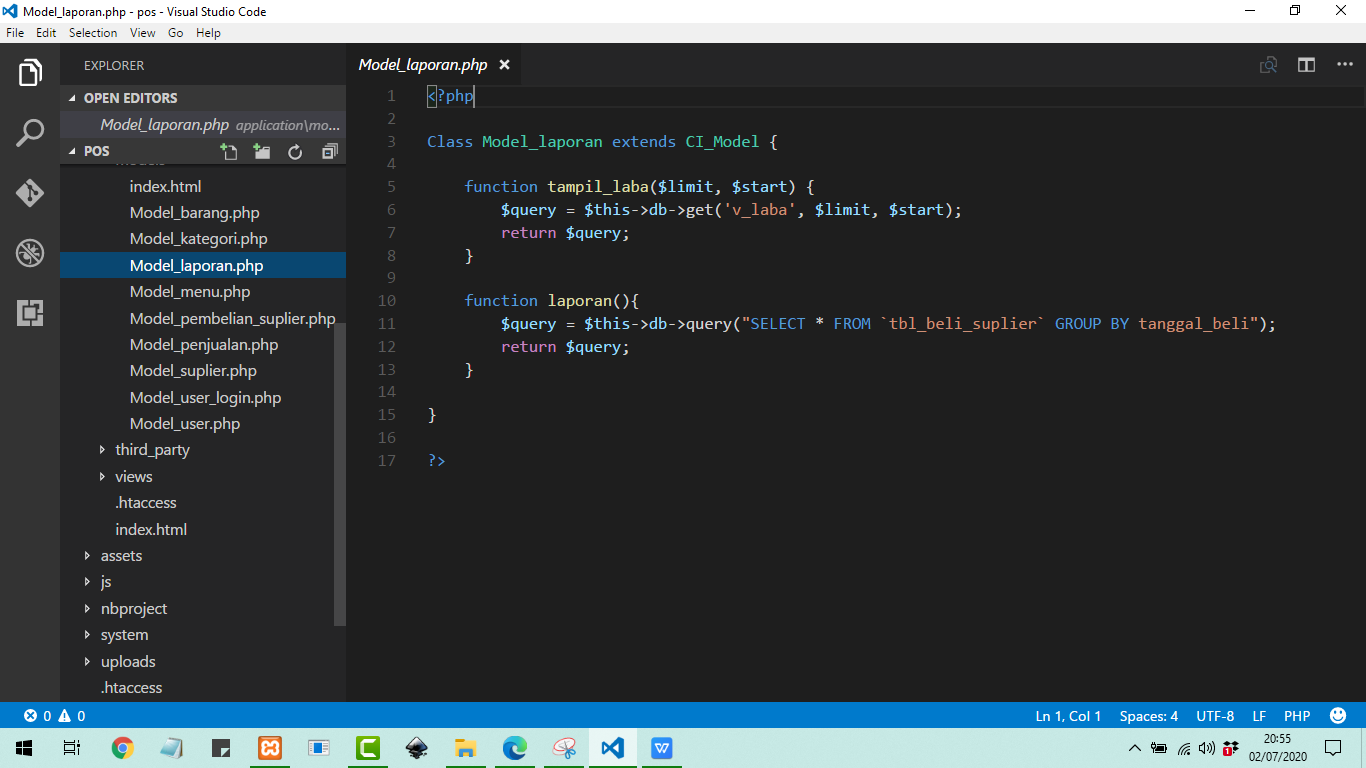 Model_laporan.php - pos - Visual Studio Code
File Edit Selection View Go Help
EXPLORER
OPEN EDITORS
Model_laporan.php application\mo...
POS
index.html
Model_barang.php
Model_kategori.php
Model_laporan.php
Model_menu.php
Model_pembelian_suplier.php
Model_penjualan.php
Model_suplier.php
Model_user_login.php
Model_user.php
third_party
views
.htaccess
index.html
assets
js
nbproject
system
uploads
.htaccess
Model_laporan.php
1 <?php
2
3 Class Model_laporan extends CI_Model {
4
5 function tampil_laba($limit, $start) {
6 $query = $this->db->get('v_laba', $limit, $start);
7 return $query;
8 }
9
10 function laporan(){
11 $query = $this->db->query("SELECT * FROM `tbl_beli_suplier` GROUP BY tanggal_beli");
12 return $query;
13 }
14
15 }
16
17 ?>
0 0
Ln 1, Col 1 Spaces: 4 UTF-8 LF PHP
20:55
02/07/2020